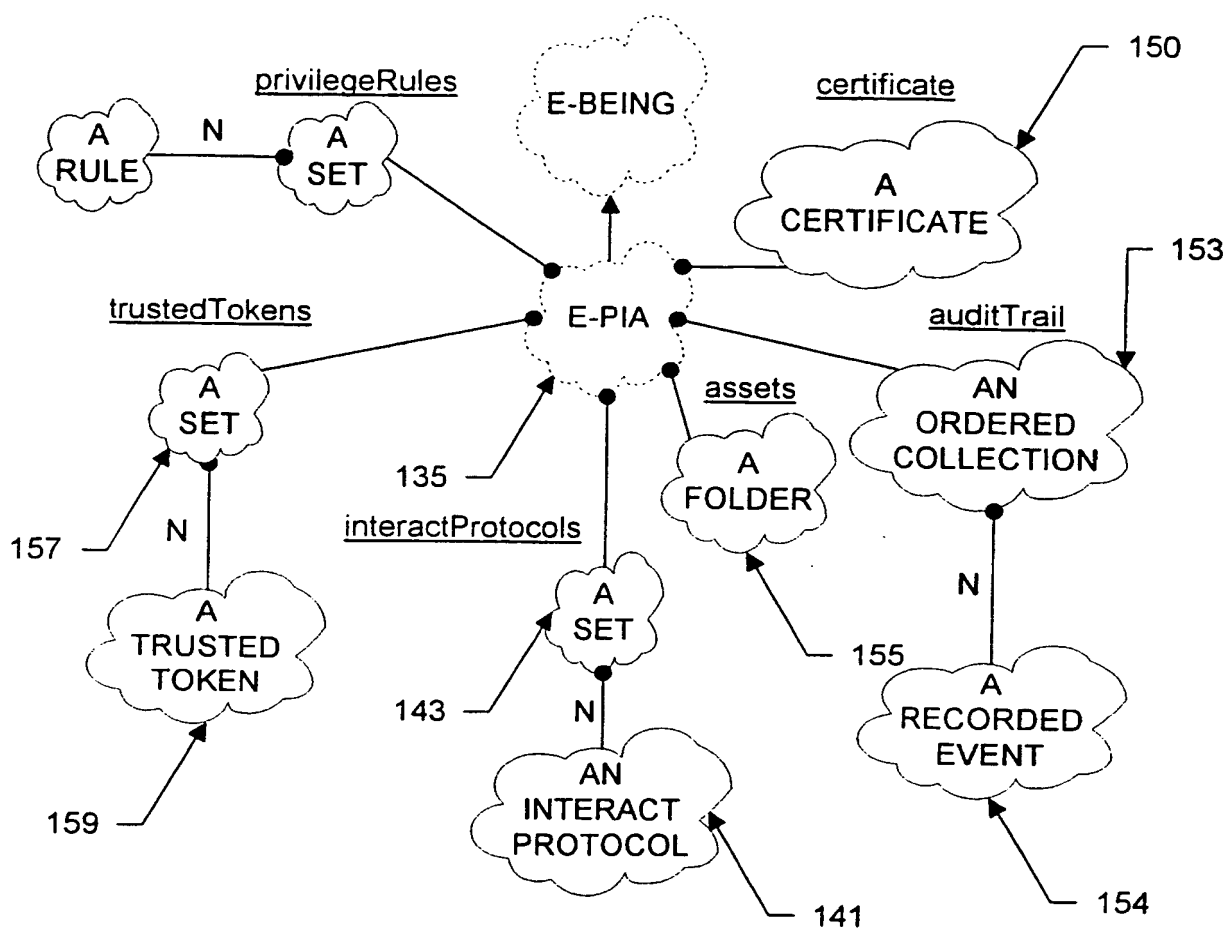 150
privilegeRules
certificate
E-BEING
N
A
RULE
A
SET
A
CERTIFICATE
153
trustedTokens
E-PIA
auditTrail
A
SET
assets
AN
ORDERED
COLLECTION
135
A
FOLDER
157
N
interactProtocols
N
A
SET
A
TRUSTED
TOKEN
155
143
N
A
RECORDED
EVENT
159
AN
INTERACT
PROTOCOL
141
154